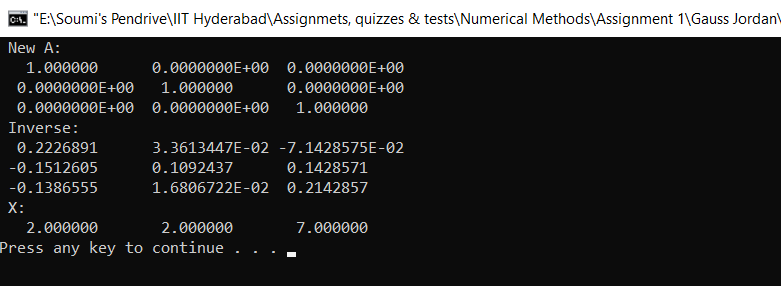 "E:\Soumi's Pendrive\IIT Hyderabad\Assignmets, quizzes & tests\Numerical Methods\Assignment 1\Gauss Jordan\
New A:
1.000000 0.0000000E+00 0.0000000E+00
0.0000000E+00 1.000000 0.0000000E+00
0.0000000E+00 0.0000000E+00 1.000000
Inverse:
0.2226891 3.3613447E-02 -7.1428575E-02
-0.1512605 0.1092437 0.1428571
-0.1386555 1.6806722E-02 0.2142857
X:
2.000000 2.000000 7.000000
Press any key to continue . . .